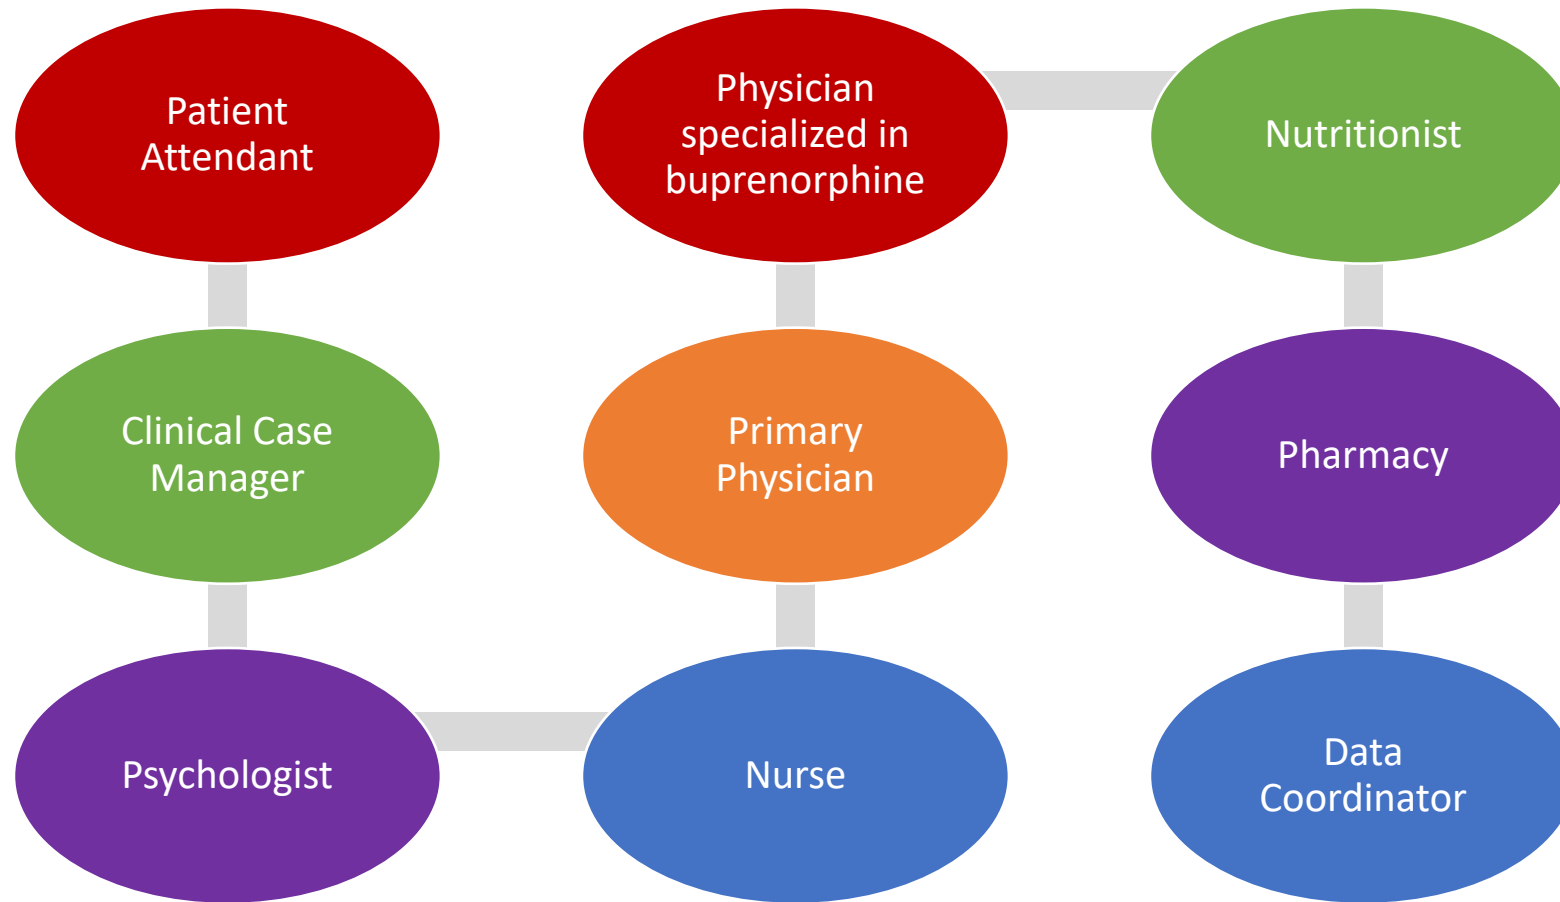 Patient
Attendant
Clinical Case
Manager
Psychologist
Nurse
Primary
Physician
Physician
specialized in
buprenorphine
Nutritionist
Pharmacy
Data
Coordinator